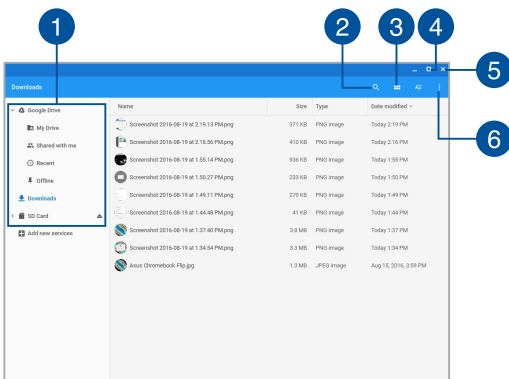 1
2
3
4
5
6
Downloads
AZ
Google Drive
My Drive
Shared with me
Recent
Offline
Downloads
SD Card
Add new services
Name Size Type Date modified
Screenshot 2016-08-19 at 2.19.13 PM.png 371 KB PNG image Today 2:19 PM
Screenshot 2016-08-19 at 2.16.56 PM.png 410 KB PNG image Today 2:16 PM
Screenshot 2016-08-19 at 1.55.14 PM.png 936 KB PNG image Today 1:55 PM
Screenshot 2016-08-19 at 1.50.27 PM.png 233 KB PNG image Today 1:50 PM
Screenshot 2016-08-19 at 1.49.11 PM.png 270 KB PNG image Today 1:49 PM
Screenshot 2016-08-19 at 1.44.48 PM.png 41 KB PNG image Today 1:44 PM
Screenshot 2016-08-19 at 1.37.40 PM.png 3.8 MB PNG image Today 1:37 PM
Screenshot 2016-08-19 at 1.34.54 PM.png 3.3 MB PNG image Today 1:34 PM
Asus Chromebook Flip.jpg 1.3 MB JPEG image Aug 15, 2016, 3:59 PM